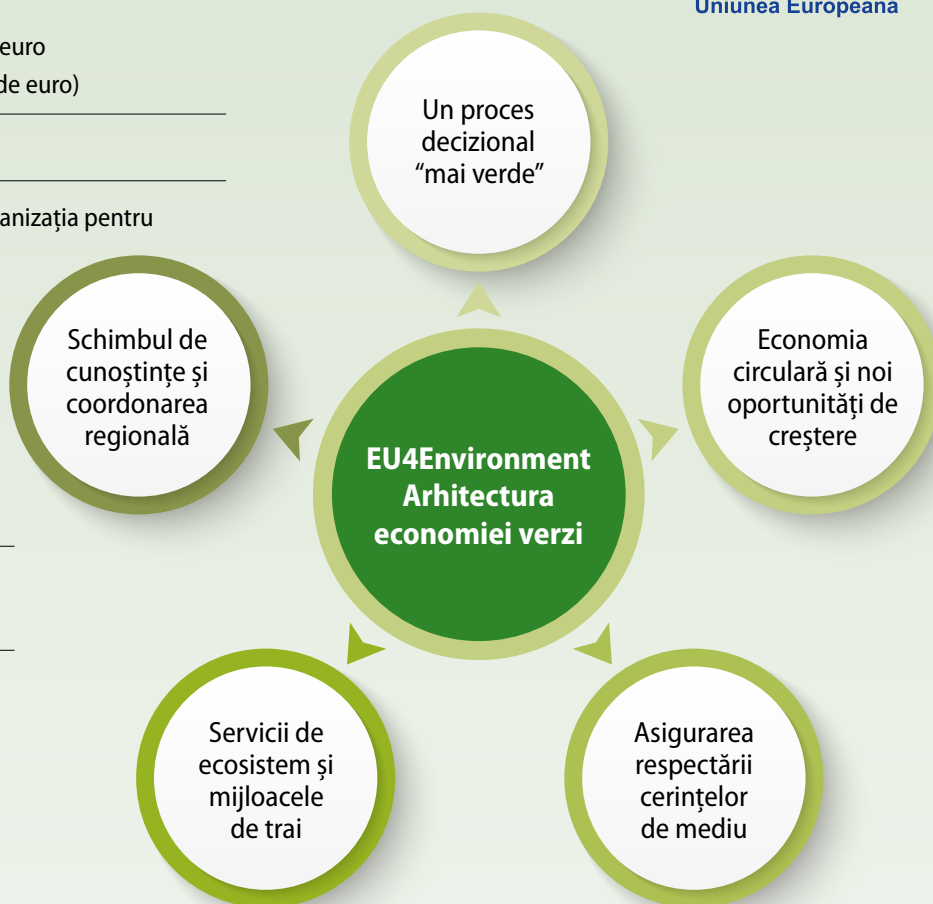 Uniunea Europeană
euro
de euro)
anizația pentru
Un proces
decizional
“mai verde”
Schimbul de
cunoștințe și
coordonarea
regională
Economia
circulară și noi
oportunități de
creștere
EU4Environment
Arhitectura
economiei verzi
Servicii de
ecosistem și
mijloacele
de trai
Asigurarea
respectării
cerințelor
de mediu